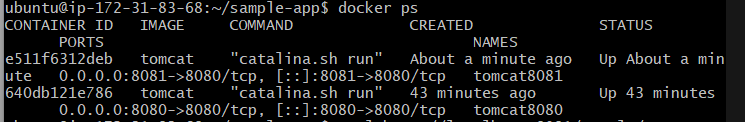 ubuntu@ip-172-31-83-68:~/sample-app$ docker ps
CONTAINER ID   IMAGE     COMMAND             CREATED              STATUS
        PORTS                                         NAMES
e511f6312deb   tomcat    "catalina.sh run"   About a minute ago   Up About a min
ute   0.0.0.0:8081->8080/tcp, [::]:8081->8080/tcp   tomcat8081
640db121e786   tomcat    "catalina.sh run"   43 minutes ago       Up 43 minutes
      0.0.0.0:8080->8080/tcp, [::]:8080->8080/tcp   tomcat8080